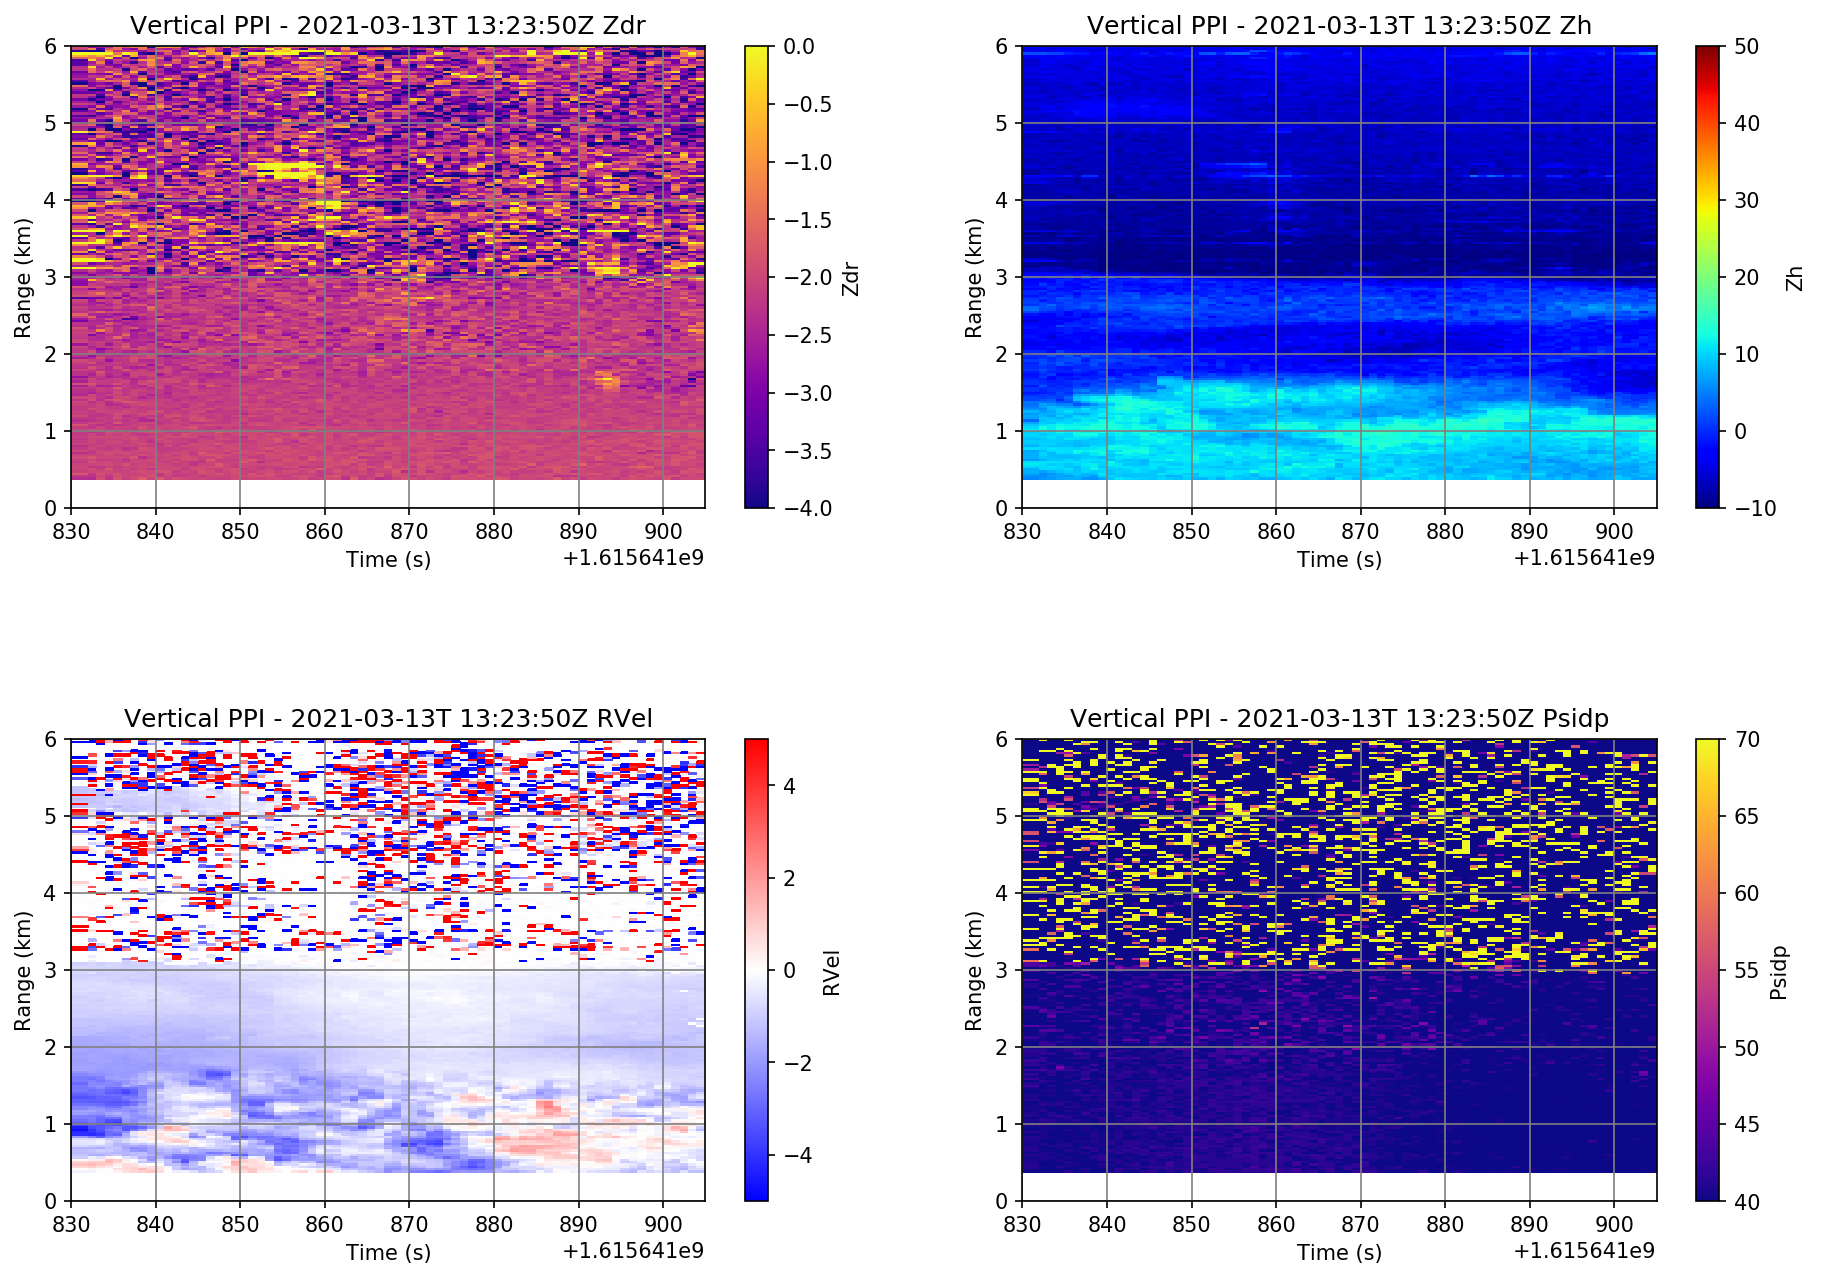 Vertical PPI - 2021-03-13T 13:23:50Z Zdr
6
5
4
3
2
1
0
Range (km)
830 840 850 860 870 880 890 900
Time (s)
+1.615641e9
0.0
−0.5
−1.0
−1.5
−2.0
−2.5
−3.0
−3.5
−4.0
Zdr
Vertical PPI - 2021-03-13T 13:23:50Z Zh
6
5
4
3
2
1
0
Range (km)
830 840 850 860 870 880 890 900
Time (s)
+1.615641e9
50
40
30
20
10
0
−10
Zh
Vertical PPI - 2021-03-13T 13:23:50Z RVel
6
5
4
3
2
1
0
Range (km)
830 840 850 860 870 880 890 900
Time (s)
+1.615641e9
4
2
0
−2
−4
RVel
Vertical PPI - 2021-03-13T 13:23:50Z Psidp
6
5
4
3
2
1
0
Range (km)
830 840 850 860 870 880 890 900
Time (s)
+1.615641e9
70
65
60
55
50
45
40
Psidp